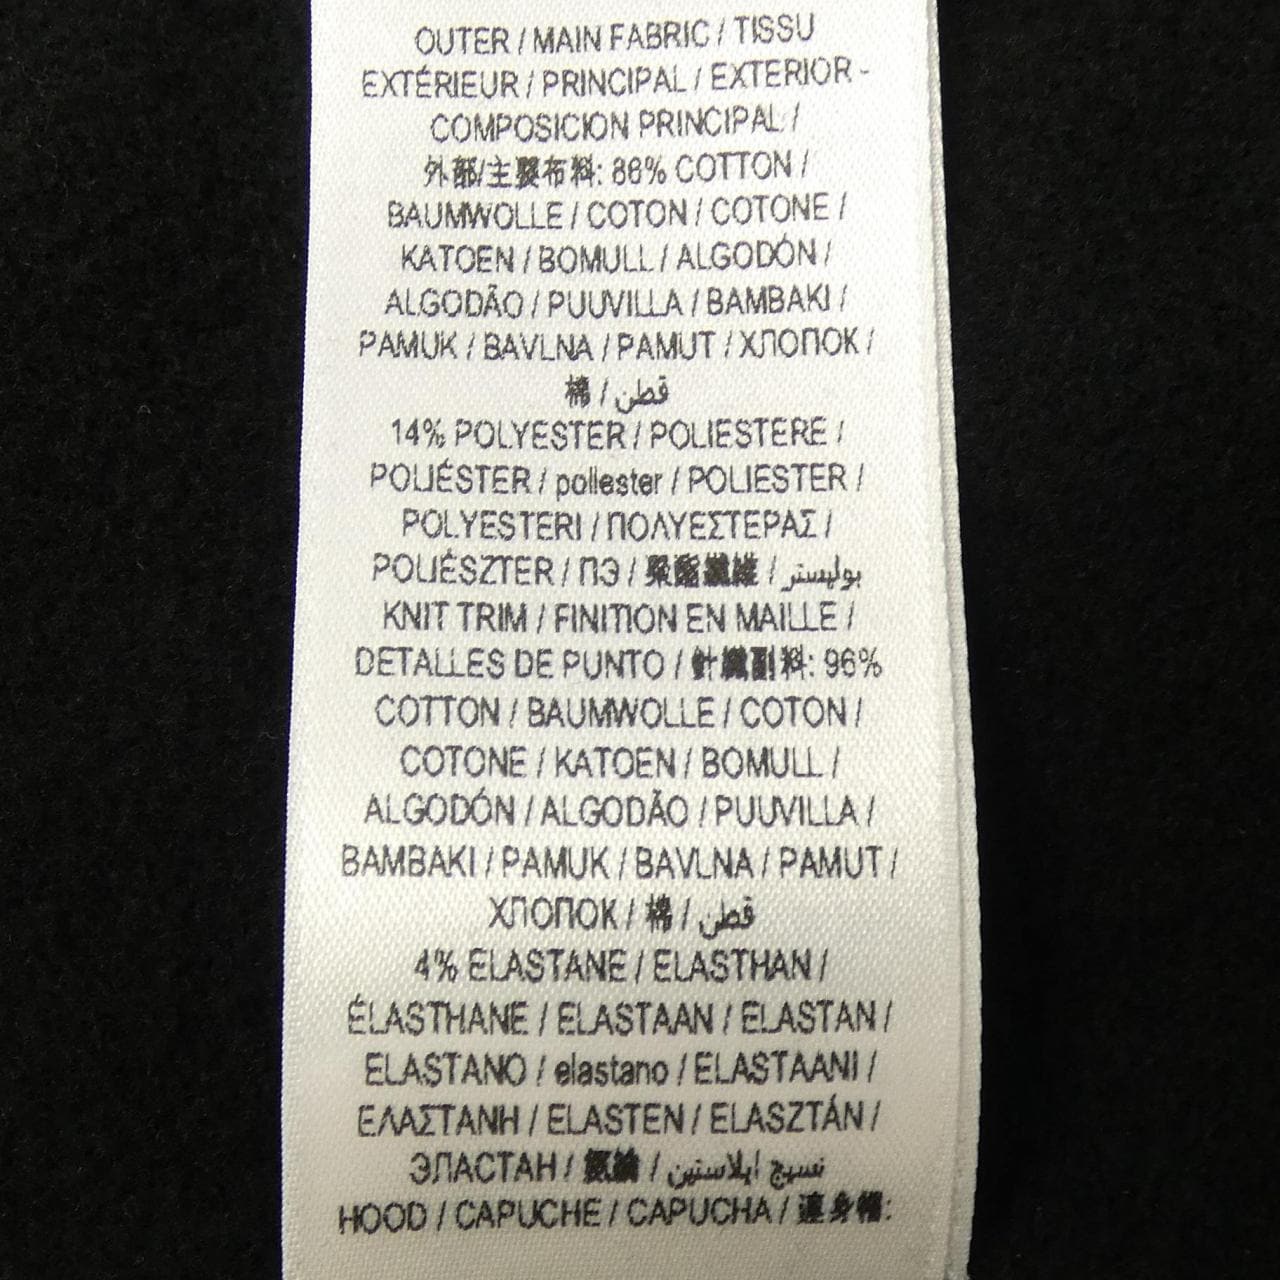 OUTER / MAIN FABRIC / TISSU
EXTÉRIEUR / PRINCIPAL / EXTERIOR -
COMPOSICION PRINCIPAL /
外部/主要布料: 86% COTTON /
BAUMWOLLE / COTON / COTONE /
KATOEN / BOMULL / ALGODÓN /
ALGODÃO / PUUVILLA / BAMBAKI /
PAMUK / BAVLNA / PAMUT / ХЛОПОК /
棉 / قطن
14% POLYESTER / POLIESTERE /
POLIÉSTER / poliester / POLIESTER /
POLYESTERI / ΠΟΛΥΕΣΤΕΡΑΣ /
POLIÉSZTER / ПЭ / 聚酯纖維 / بوليستر
KNIT TRIM / FINITION EN MAILLE /
DETALLES DE PUNTO / 針織副料: 96%
COTTON / BAUMWOLLE / COTON /
COTONE / KATOEN / BOMULL /
ALGODÓN / ALGODÃO / PUUVILLA /
BAMBAKI / PAMUK / BAVLNA / PAMUT /
ХЛОПОК / 棉 / قطن
4% ELASTANE / ELASTHAN /
ÉLASTHANE / ELASTAAN / ELASTAN /
ELASTANO / elastano / ELASTAANI /
ΕΛΑΣΤΑΝΗ / ELASTEN / ELASZTÁN /
ЭЛАСТАН / 氨綸 / نسيج ايلاستين
HOOD / CAPUCHE / CAPUCHA / 連身帽: